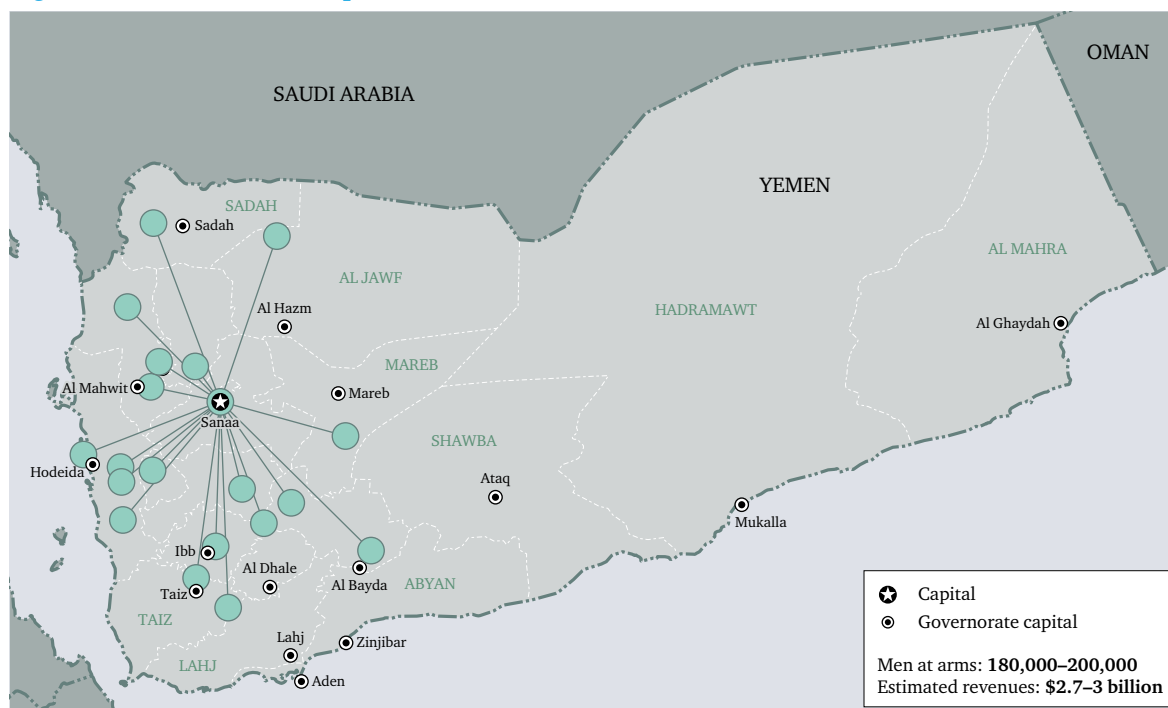 OMAN
SAUDI ARABIA
YEMEN
SADAH
Sadah
AL MAHRA
AL JAWF
Al Hazm
HADRAMAWT
Al Ghaydah
MAREB
Al Mahwit
Mareb
Sanaa
SHAWBA
Hodeida
Ataq
Mukalla
Ibb
Al Dhale
Al Bayda
ABYAN
Taiz
TAIZ
Lahj
Zinjibar
LAHJ
Aden
Capital
Governorate capital
Men at arms: 180,000–200,000
Estimated revenues: $2.7–3 billion